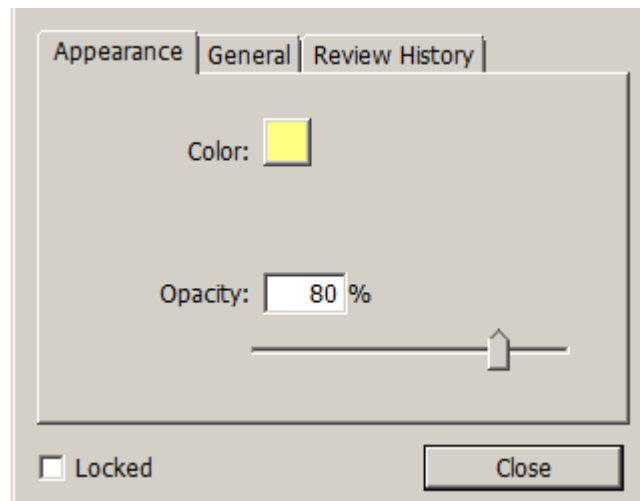 Appearance General Review History
Color:
Opacity: 80 %
Locked Close